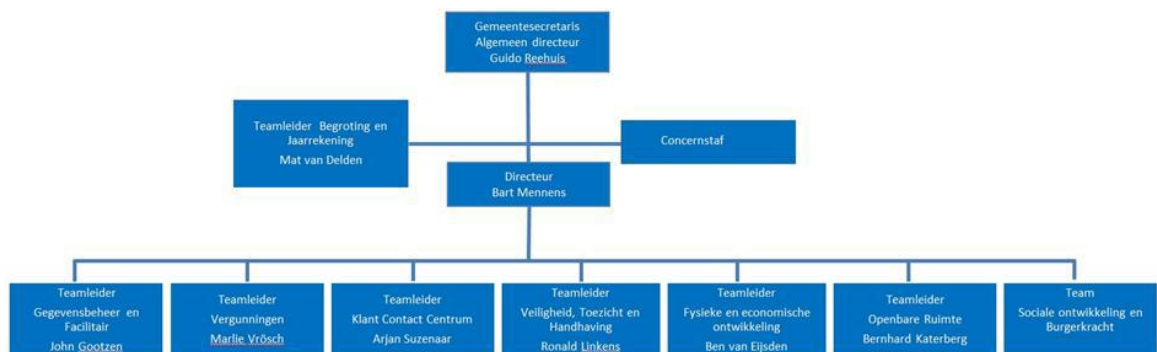 Gemeentesecretaris
Algemeen directeur
Guido Reehuis
Teamleider Begroting en
Jaarrekening
Mat van Delden
Concernstaf
Directeur
Bart Mennens
Teamleider
Gegevensbeheer en
Facilitair
John Gootzen
Teamleider
Vergunningen
Marlie Vrösch
Teamleider
Klant Contact Centrum
Arjan Suzenaar
Teamleider
Veiligheid, Toezicht en
Handhaving
Ronald Linkens
Teamleider
Fysieke en economische
ontwikkeling
Ben van Eijsden
Teamleider
Openbare Ruimte
Bernhard Katerberg
Team
Sociale ontwikkeling en
Burgerkracht